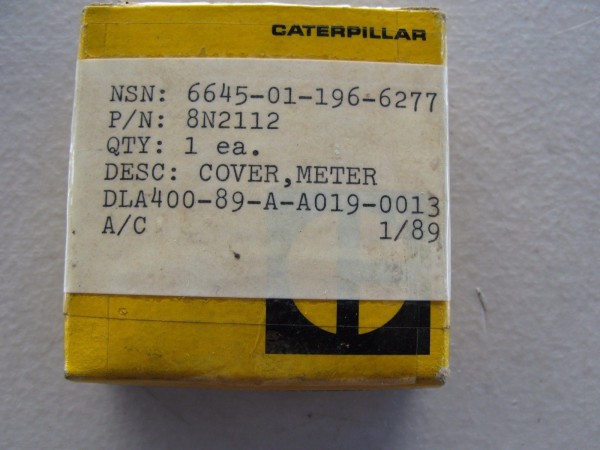 CATERPILLAR
NSN: 6645-01-196-6277
P/N: 8N2112
QTY: 1 ea.
DESC: COVER,METER
DLA400-89-A-A019-0013
A/C 1/89